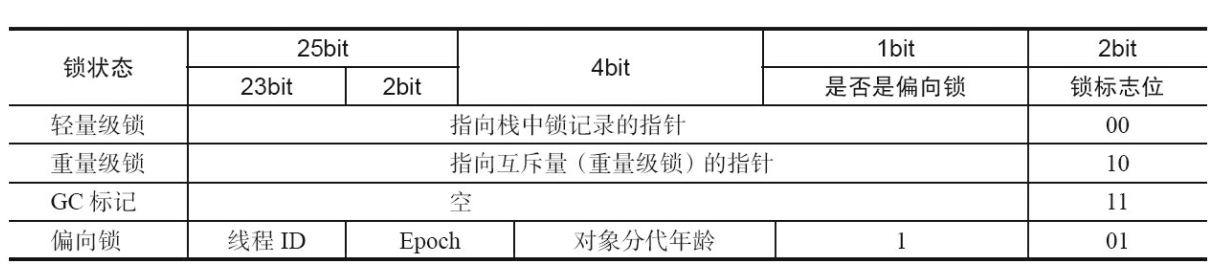 锁状态 25bit 4bit 1bit 2bit
23bit 2bit 是否是偏向锁 锁标志位
轻量级锁 指向栈中锁记录的指针 00
重量级锁 指向互斥量（重量级锁）的指针 10
GC 标记 空 11
偏向锁 线程 ID Epoch 对象分代年龄 1 01